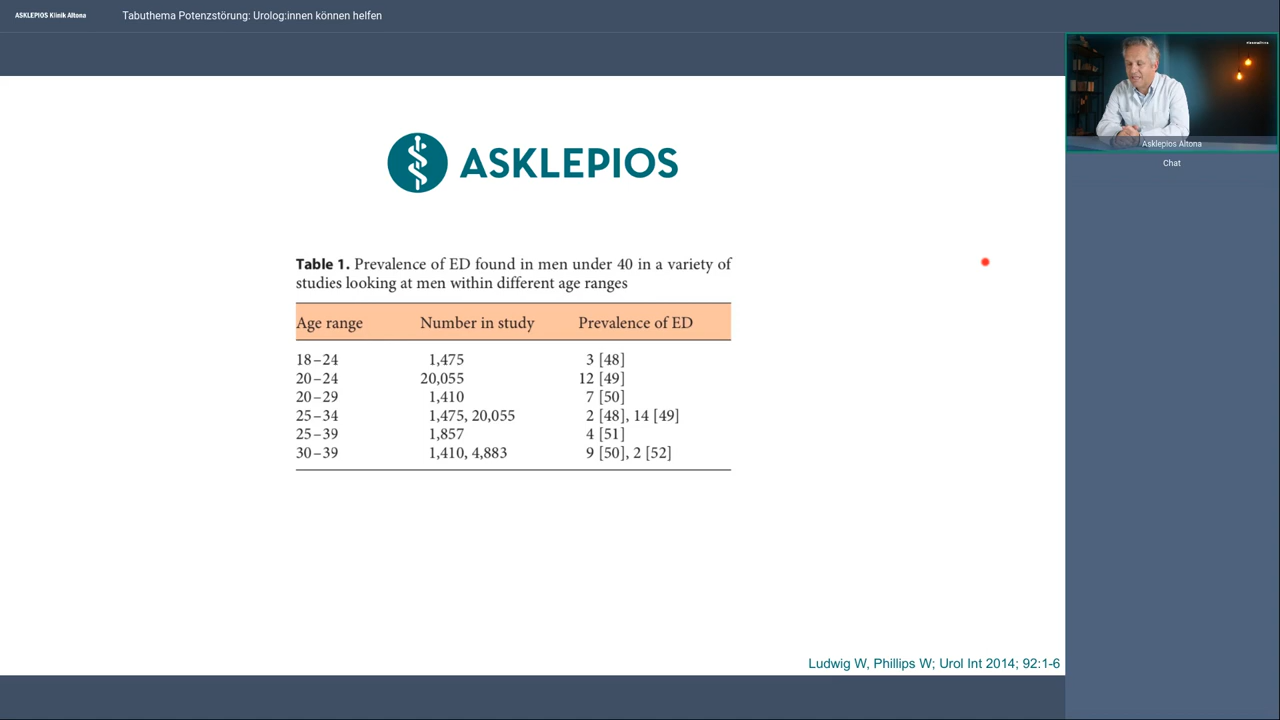 ASKLEPIOS Klinik Altona
Tabuthema Potenzstörung: Urolog:innen können helfen
ASKLEPIOS
Table 1. Prevalence of ED found in men under 40 in a variety of
studies looking at men within different age ranges
Age range Number in study Prevalence of ED
18–24 1,475 3 [48]
20–24 20,055 12 [49]
20–29 1,410 7 [50]
25–34 1,475, 20,055 2 [48], 14 [49]
25–39 1,857 4 [51]
30–39 1,410, 4,883 9 [50], 2 [52]
Ludwig W, Phillips W; Urol Int 2014; 92:1-6
Asklepios Altona
Chat